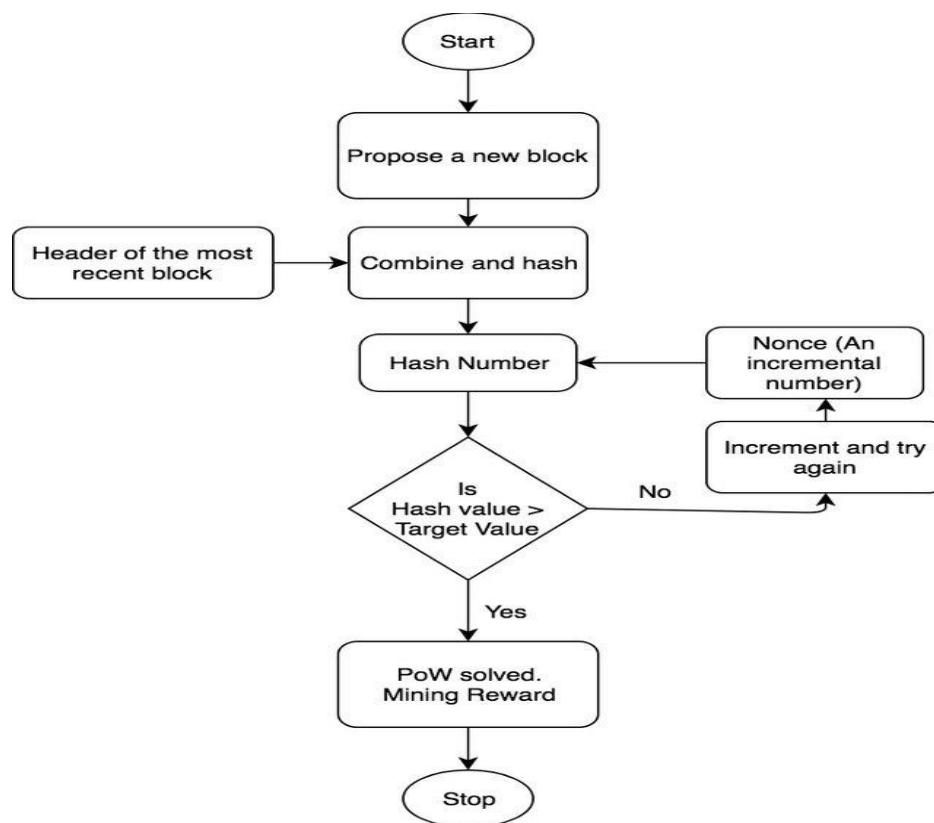 Start
Propose a new block
Header of the most
recent block
Combine and hash
Hash Number
Nonce (An
incremental
number)
Increment and try
again
Is
Hash value >
Target Value
No
Yes
PoW solved.
Mining Reward
Stop